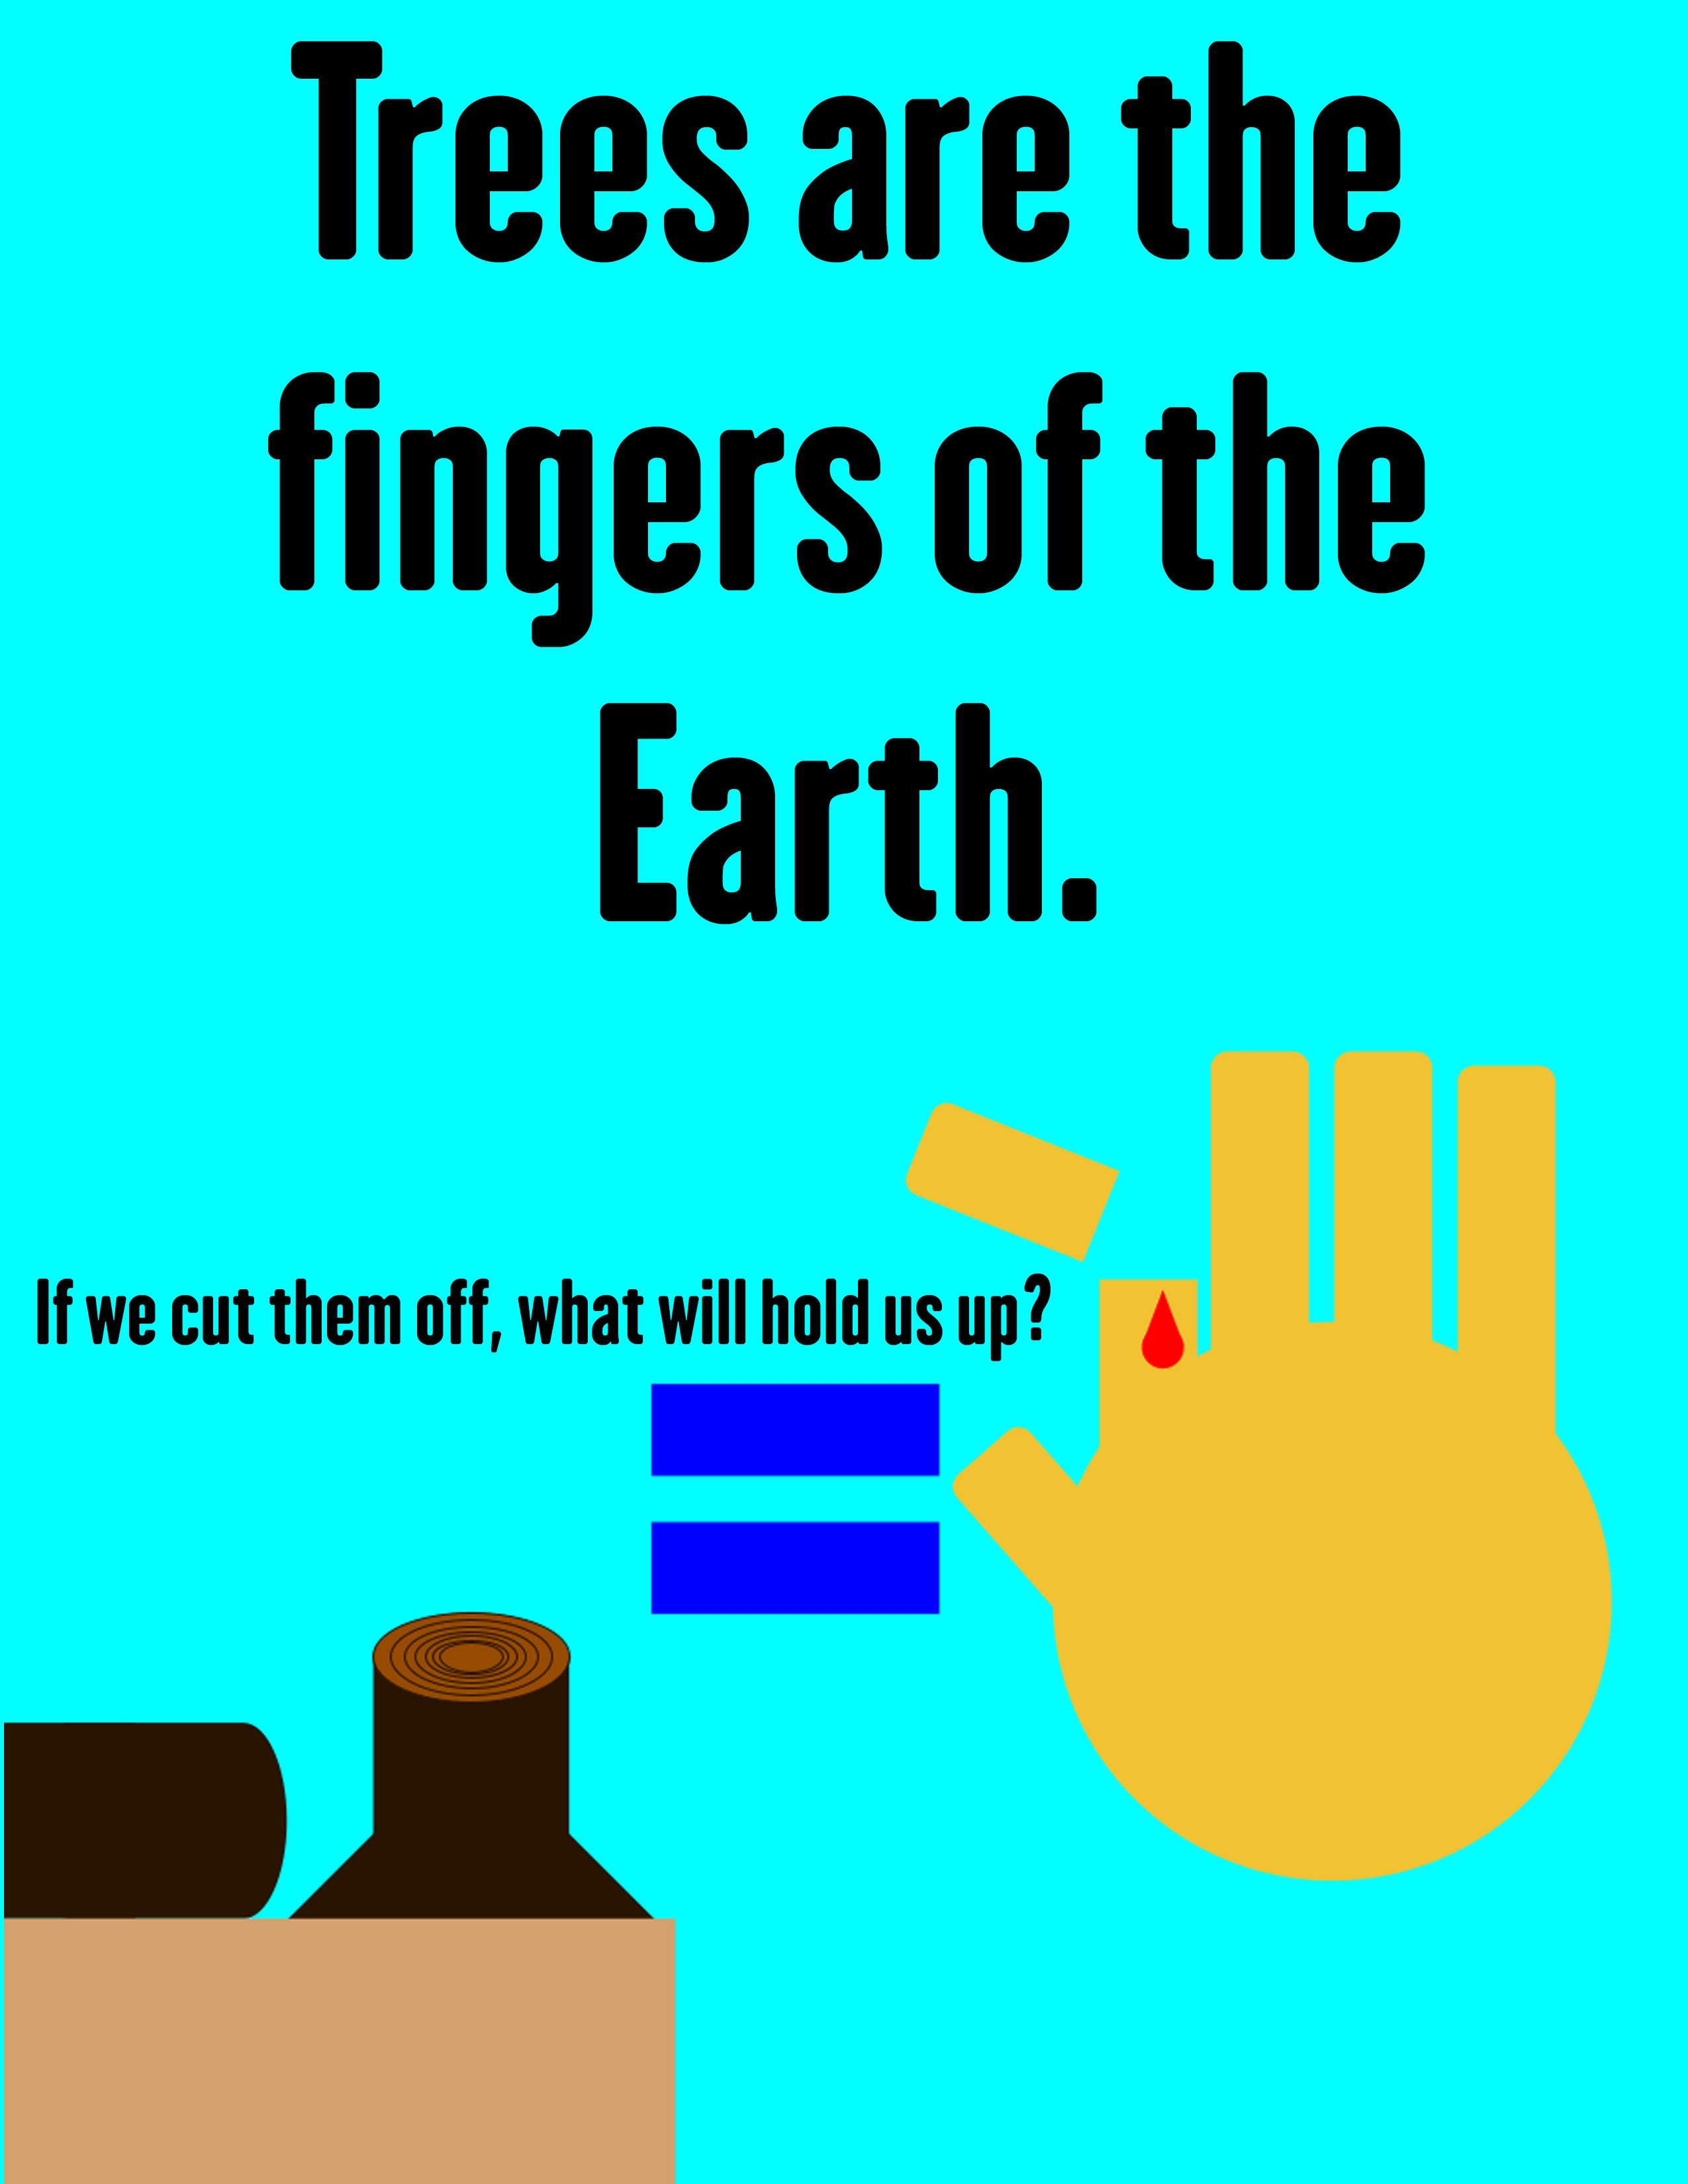 Trees are the
fingers of the
Earth.
If we cut them off, what will hold us up?